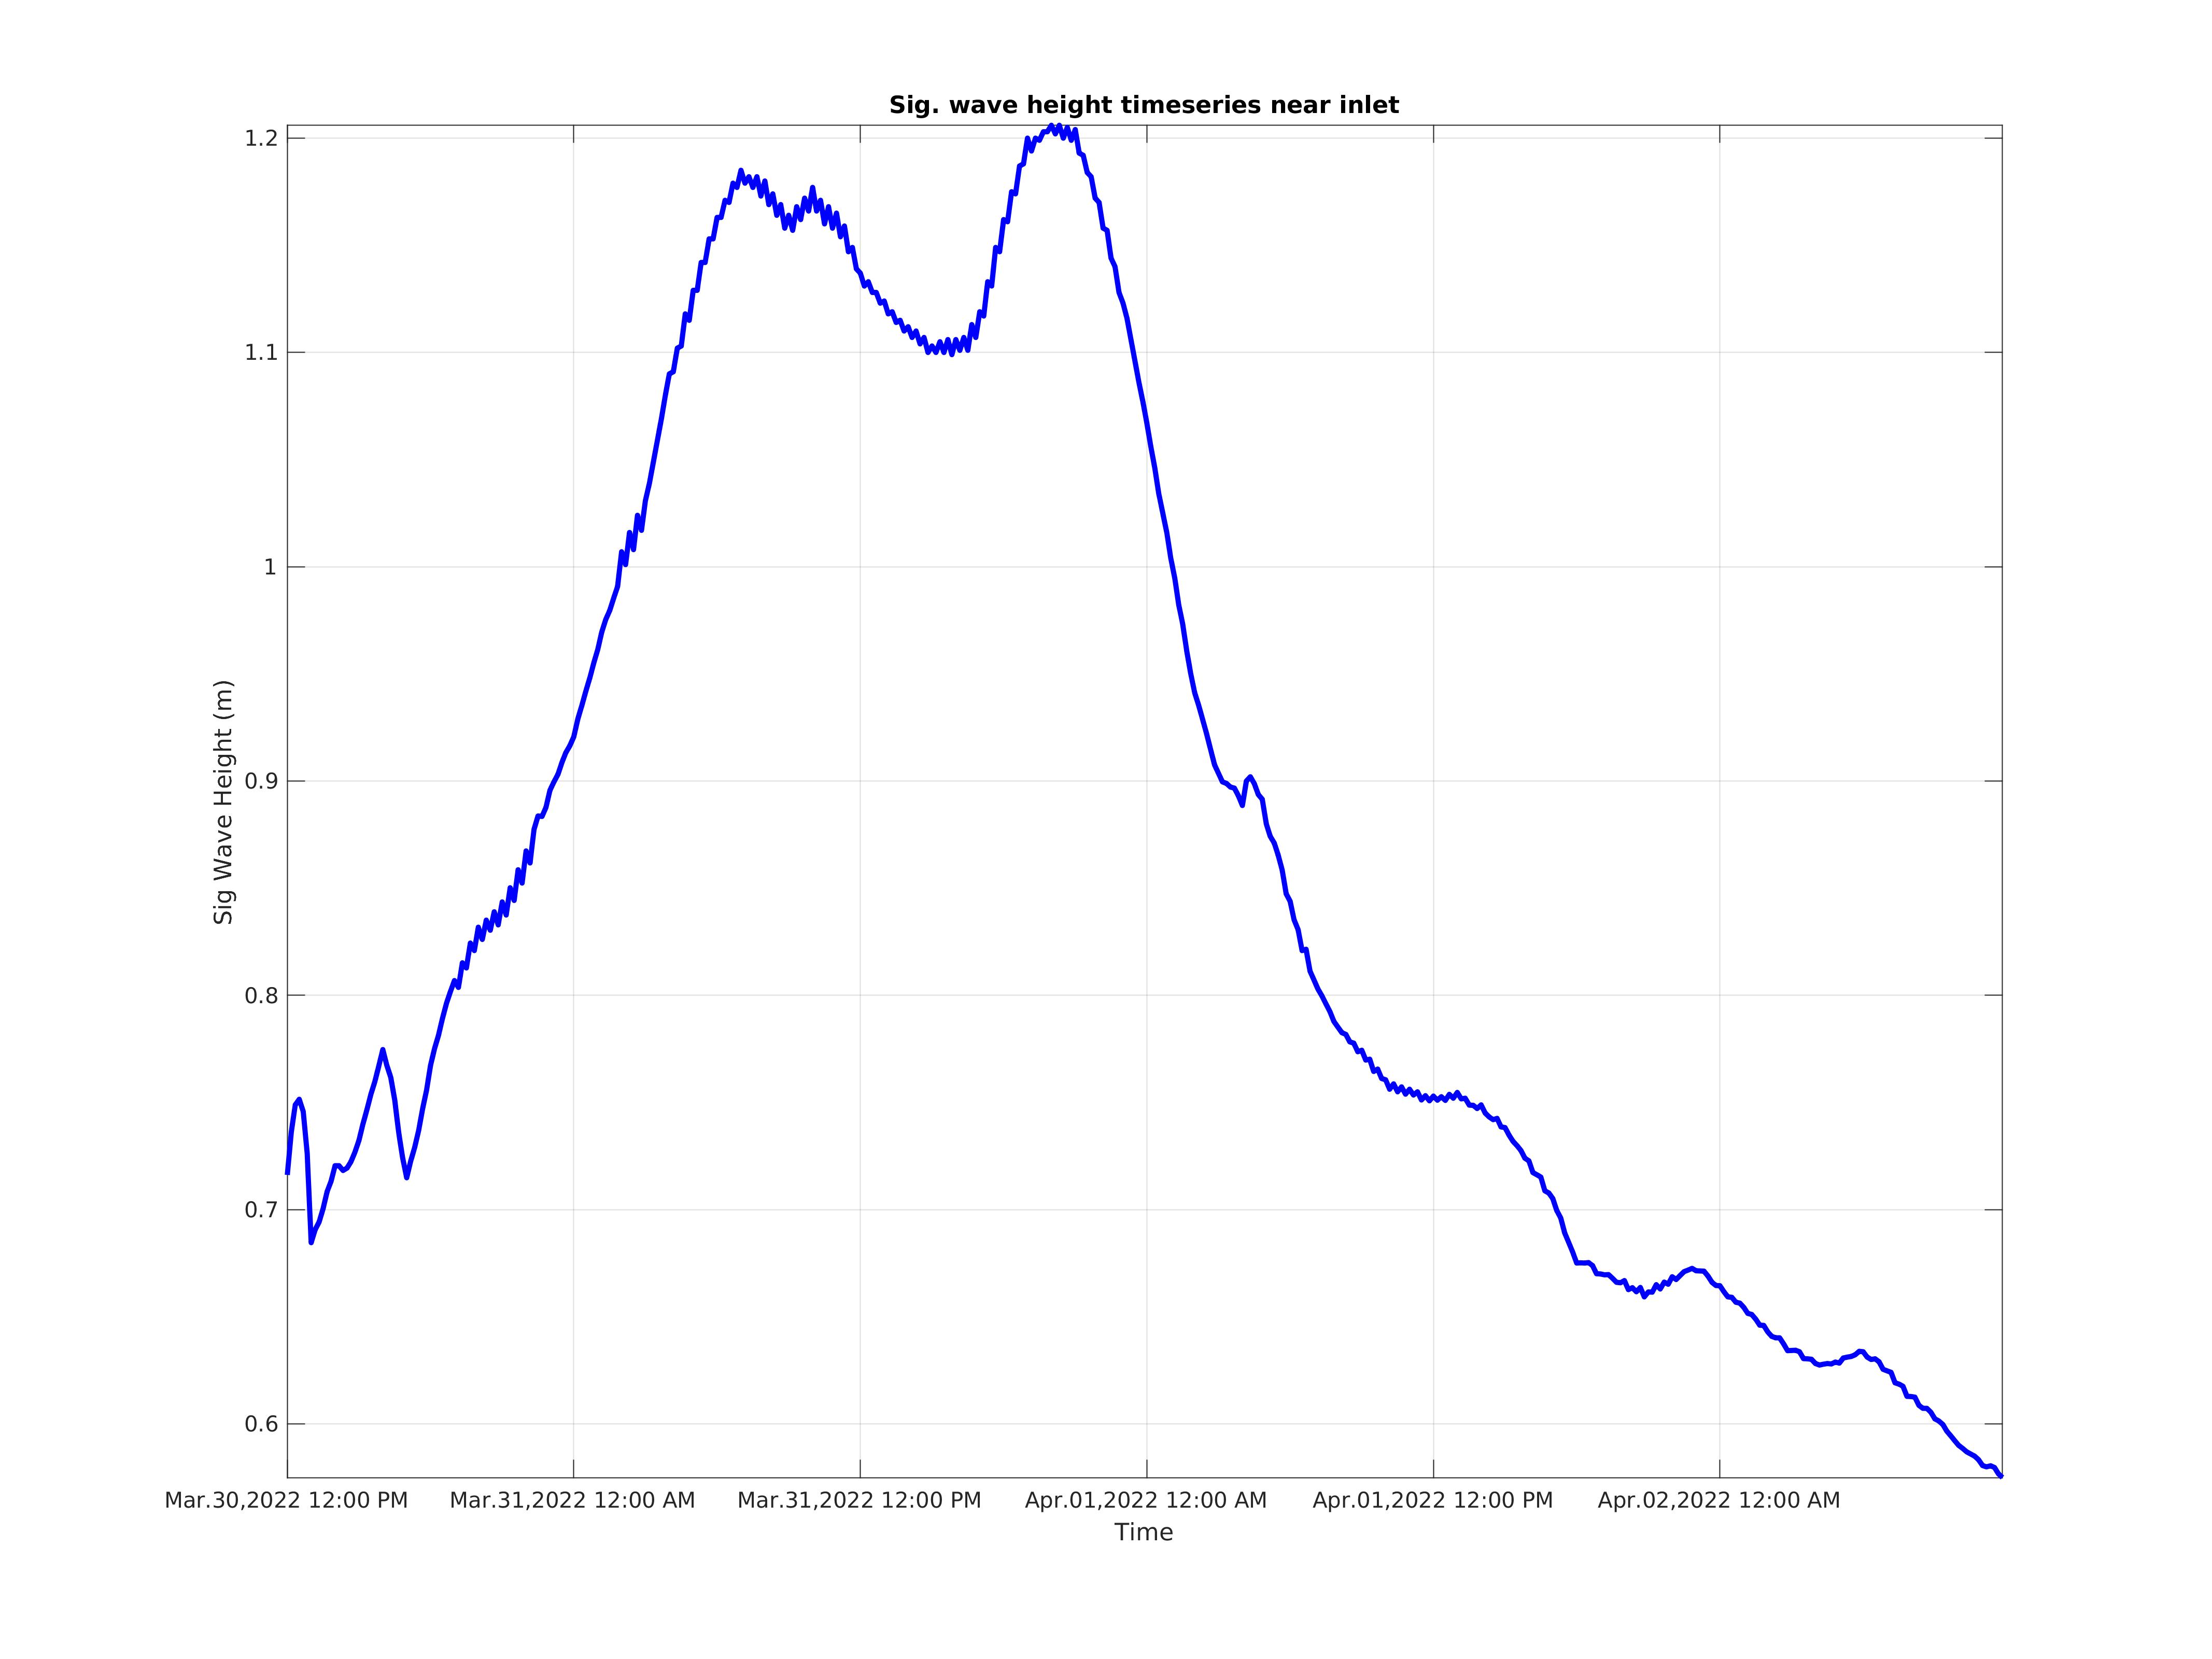 Sig. wave height timeseries near inlet
1.2
1.1
1
0.9
0.8
0.7
0.6
Sig Wave Height (m)
Mar.30,2022 12:00 PM Mar.31,2022 12:00 AM Mar.31,2022 12:00 PM Apr.01,2022 12:00 AM Apr.01,2022 12:00 PM Apr.02,2022 12:00 AM
Time